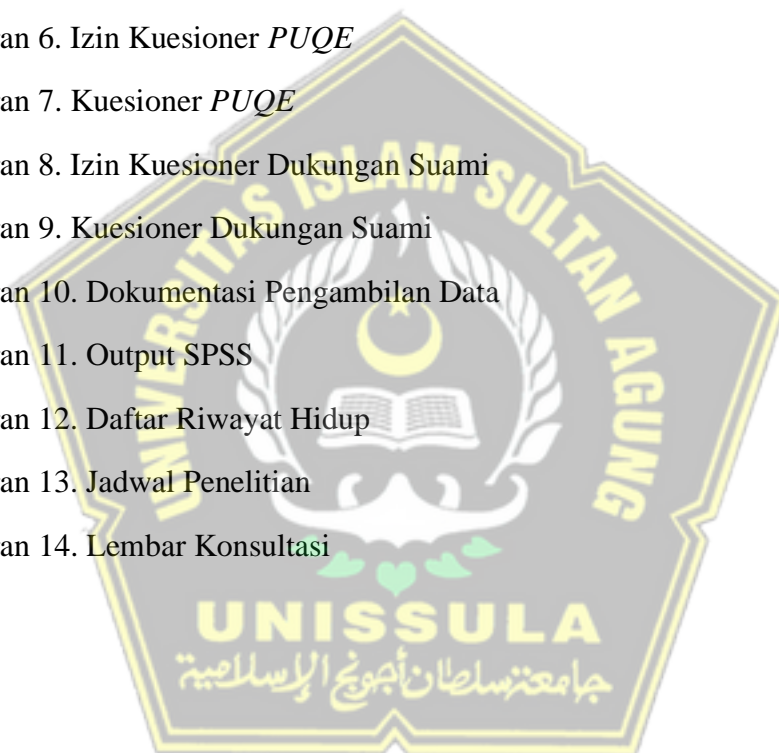 an 6. Izin Kuesioner PUQE
an 7. Kuesioner PUQE
an 8. Izin Kuesioner Dukungan Suami
an 9. Kuesioner Dukungan Suami
an 10. Dokumentasi Pengambilan Data
an 11. Output SPSS
an 12. Daftar Riwayat Hidup
an 13. Jadwal Penelitian
an 14. Lembar Konsultasi
UNIVERSITAS ISLAM SULTAN AGUNG
UNISSULA
جامعة سلطان أجونج الإسلامية